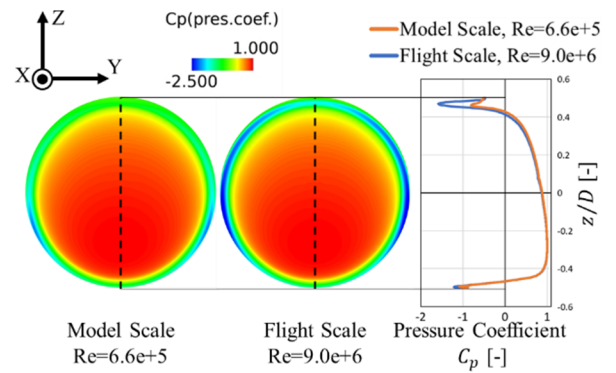 Z
X
Y
Cp(pres.coef.)
1.000
-2.500
Model Scale, Re=6.6e+5
Flight Scale, Re=9.0e+6
0.6
0.4
0.2
0
-0.2
-0.4
-0.6
z/D [-]
-2 -1 0 1
Model Scale
Re=6.6e+5
Flight Scale
Re=9.0e+6
Pressure Coefficient
Cₚ [-]